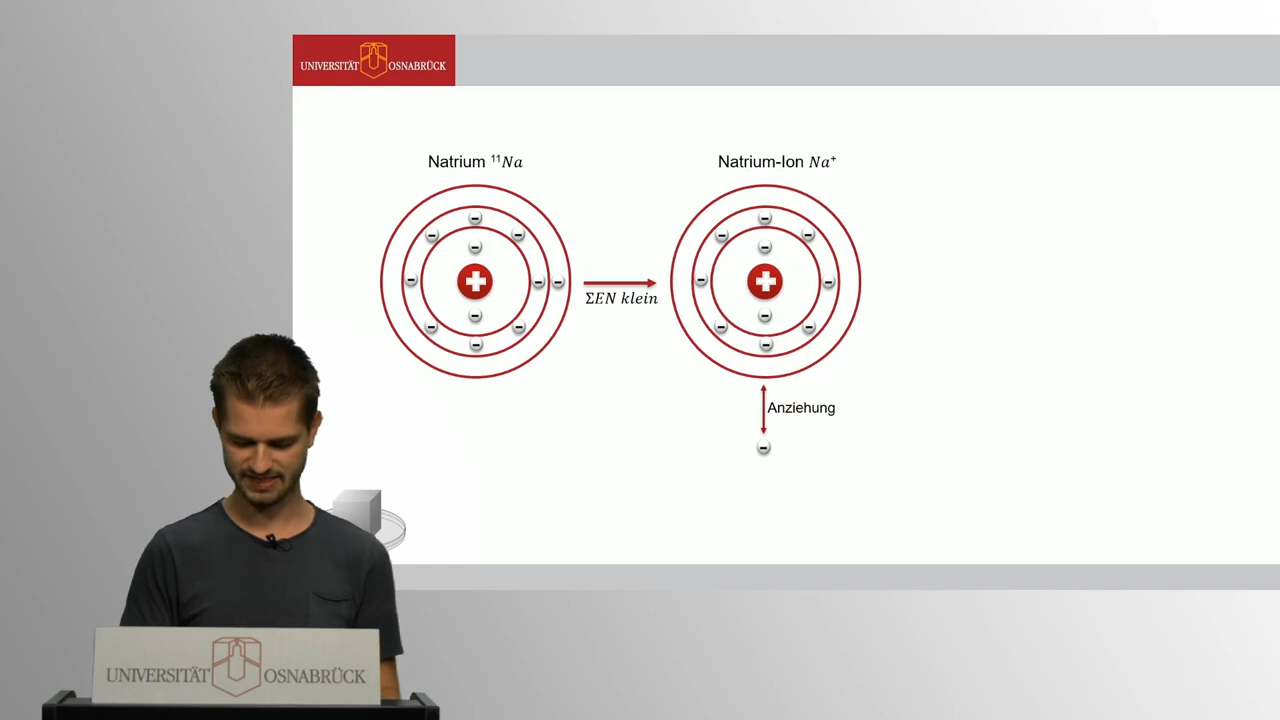 UNIVERSITÄT OSNABRÜCK
Natrium ¹¹Na
Natrium-Ion Na⁺
ΣEN klein
Anziehung
UNIVERSITÄT OSNABRÜCK